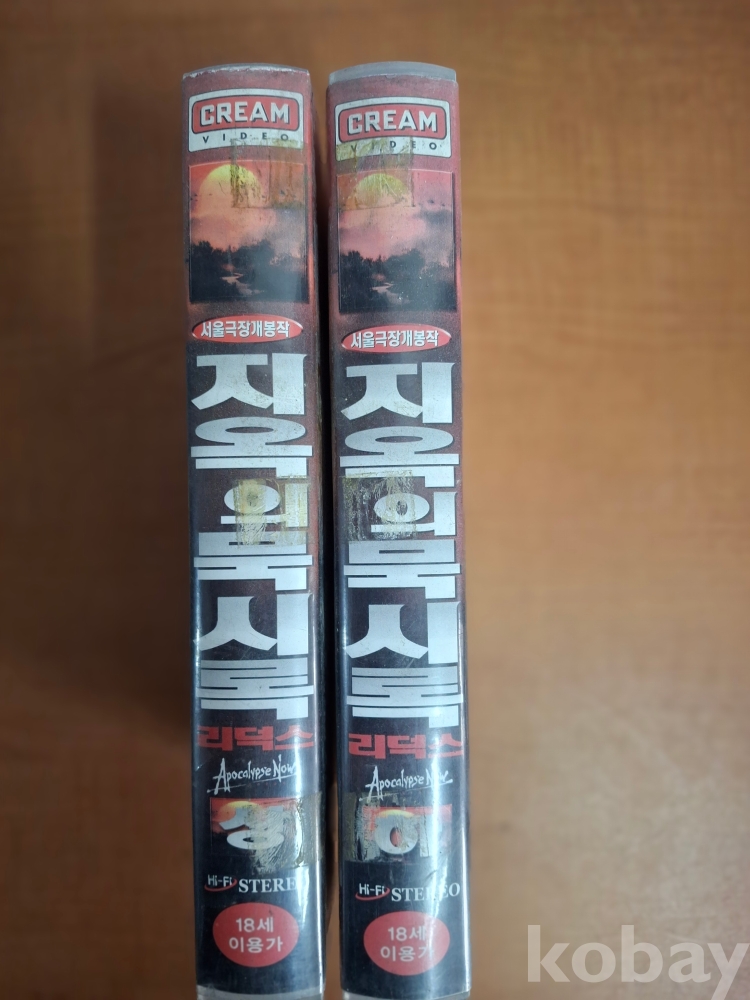 CREAM
VIDEO
서울극장개봉작
지옥의묵시록
리덕스
Apocalypse Now
상
Hi-Fi STEREO
18세
이용가
CREAM
VIDEO
서울극장개봉작
지옥의묵시록
리덕스
Apocalypse Now
하
Hi-Fi STEREO
18세
이용가
kobay